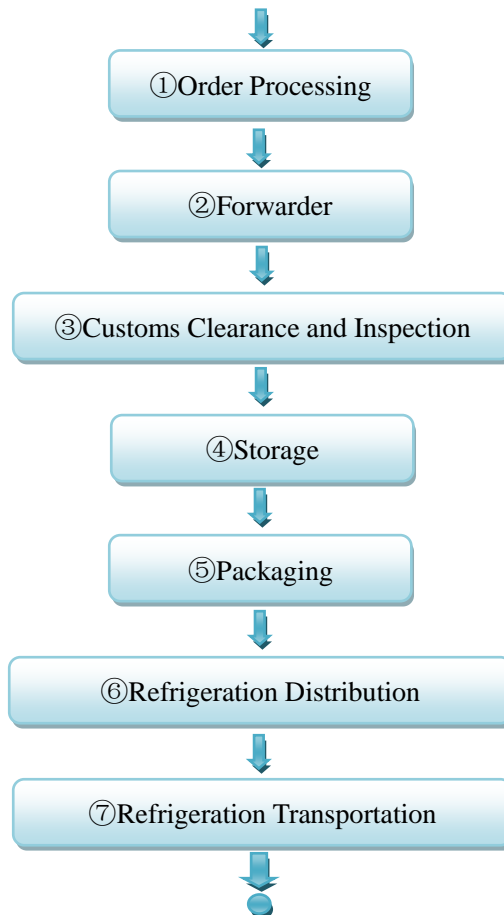 ①Order Processing
②Forwarder
③Customs Clearance and Inspection
④Storage
⑤Packaging
⑥Refrigeration Distribution
⑦Refrigeration Transportation